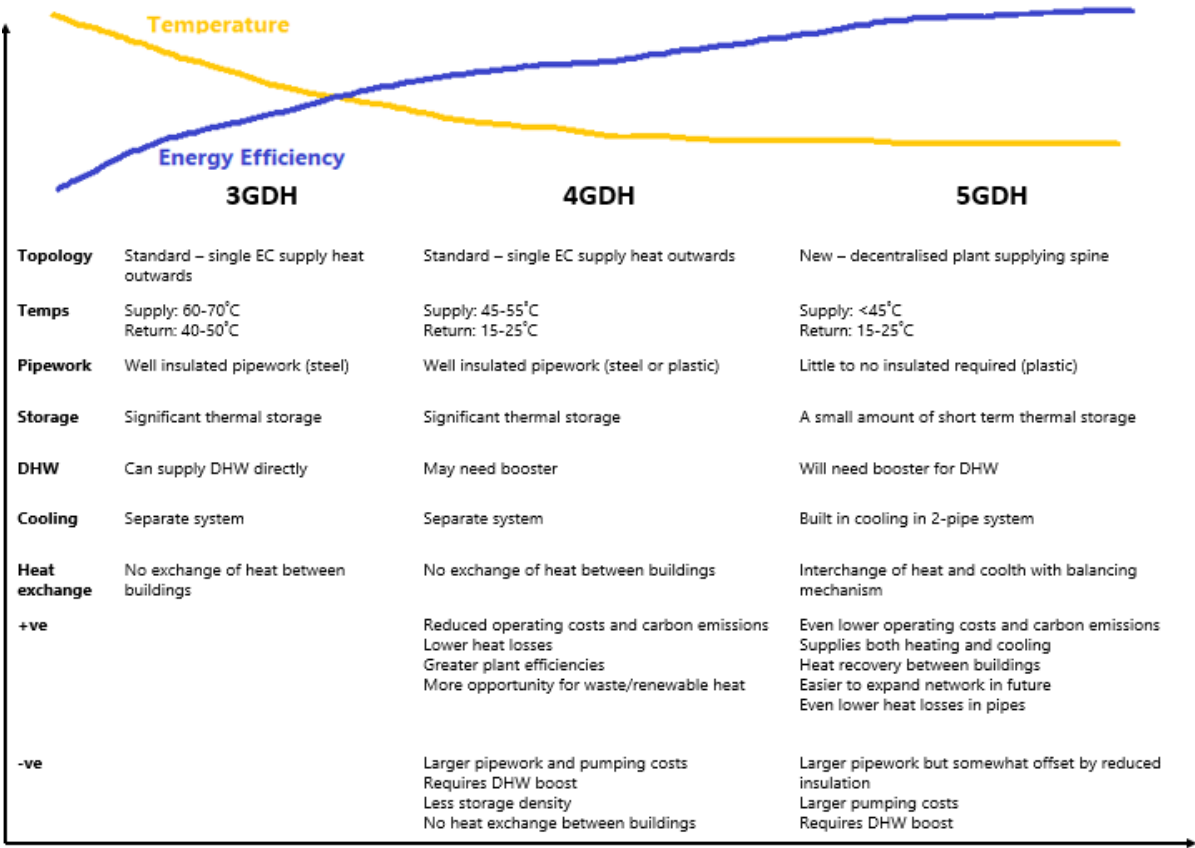 Temperature
Energy Efficiency
3GDH 4GDH 5GDH
Topology Standard – single EC supply heat outwards Standard – single EC supply heat outwards New – decentralised plant supplying spine
Temps Supply: 60-70°C Supply: 45-55°C Supply: <45°C
Return: 40-50°C Return: 15-25°C Return: 15-25°C
Pipework Well insulated pipework (steel) Well insulated pipework (steel or plastic) Little to no insulated required (plastic)
Storage Significant thermal storage Significant thermal storage A small amount of short term thermal storage
DHW Can supply DHW directly May need booster Will need booster for DHW
Cooling Separate system Separate system Built in cooling in 2-pipe system
Heat exchange No exchange of heat between buildings No exchange of heat between buildings Interchange of heat and coolth with balancing mechanism
+ve Reduced operating costs and carbon emissions Even lower operating costs and carbon emissions
Lower heat losses Supplies both heating and cooling
Greater plant efficiencies Heat recovery between buildings
More opportunity for waste/renewable heat Easier to expand network in future
Even lower heat losses in pipes
-ve Larger pipework and pumping costs Larger pipework but somewhat offset by reduced
Requires DHW boost insulation
Less storage density Larger pumping costs
No heat exchange between buildings Requires DHW boost